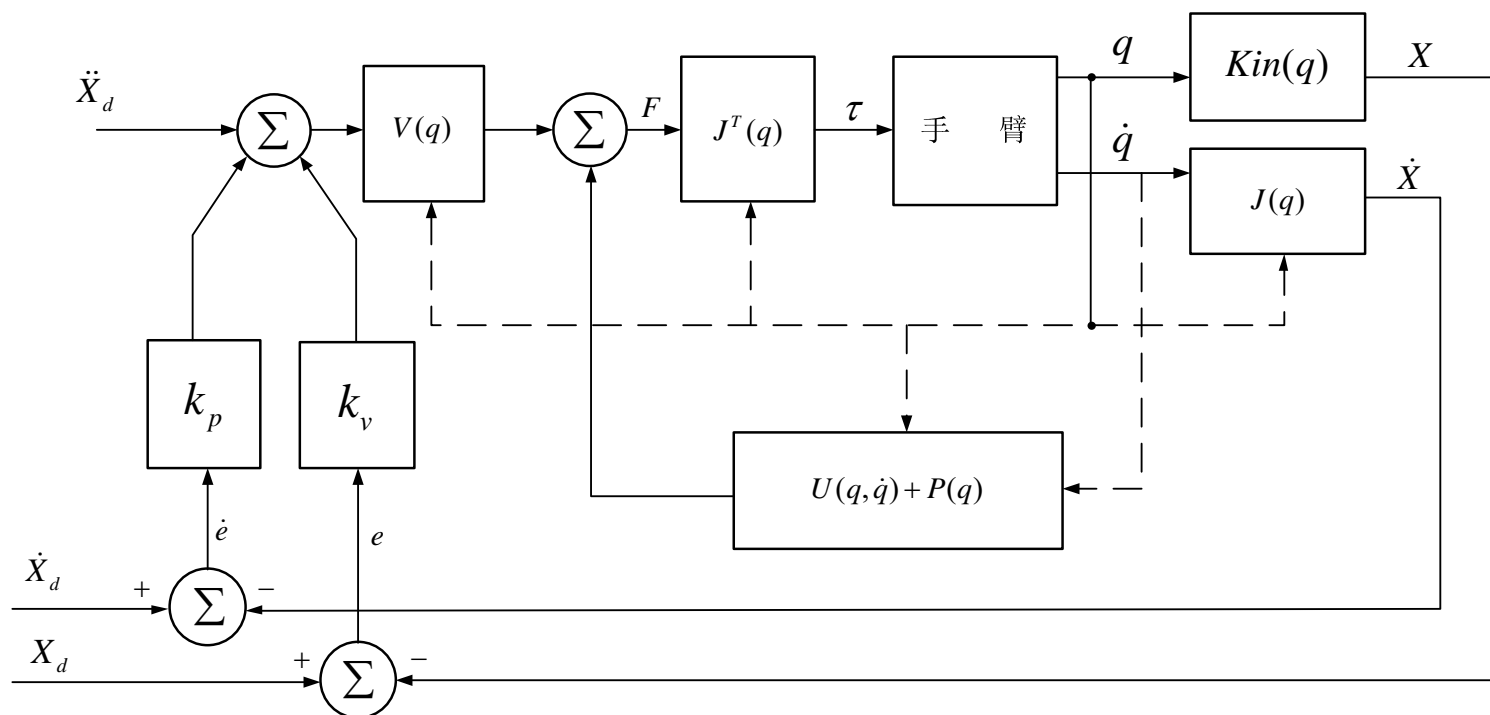 q
Kin(q)
X
Ẍ_d
Σ
V(q)
Σ
F
J^T(q)
τ
手 臂
q̇
J(q)
Ẋ
k_p
k_v
U(q,q̇)+P(q)
ė
e
Ẋ_d
+
Σ
−
X_d
+
Σ
−